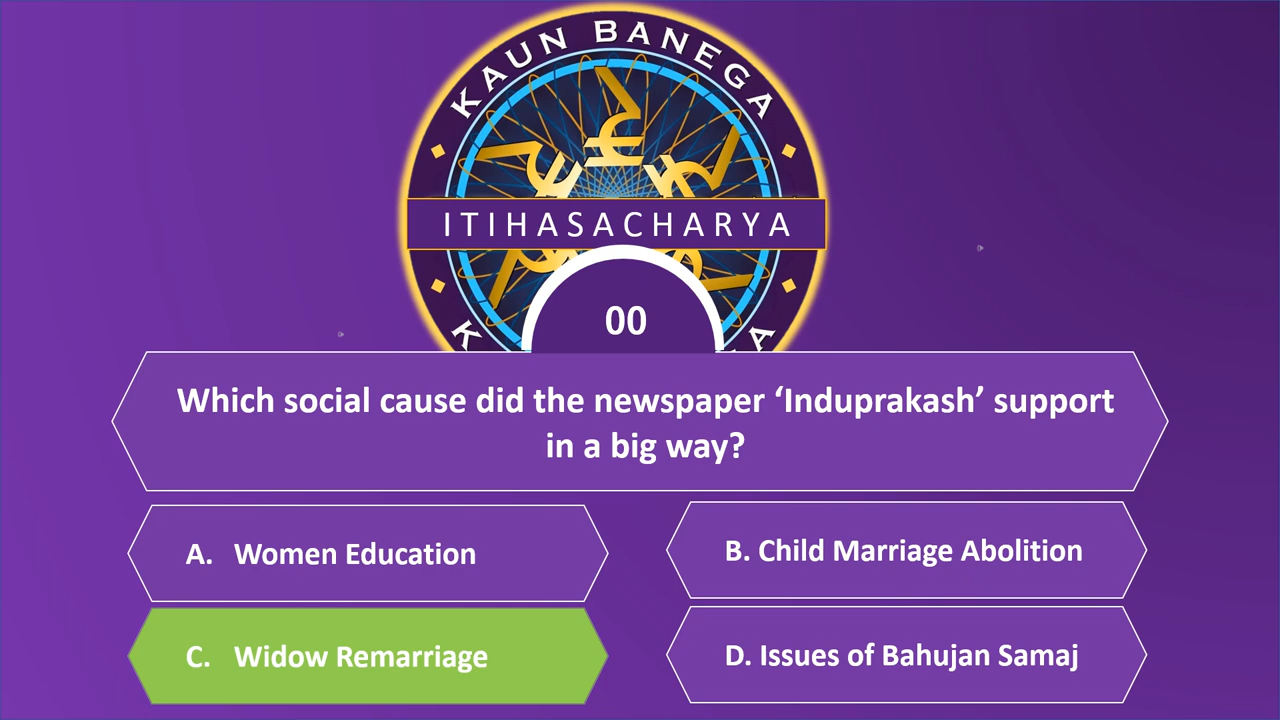 KAUN BANEGA
ITIHASACHARYA
00
Which social cause did the newspaper ‘Induprakash’ support
in a big way?
A. Women Education
B. Child Marriage Abolition
C. Widow Remarriage
D. Issues of Bahujan Samaj